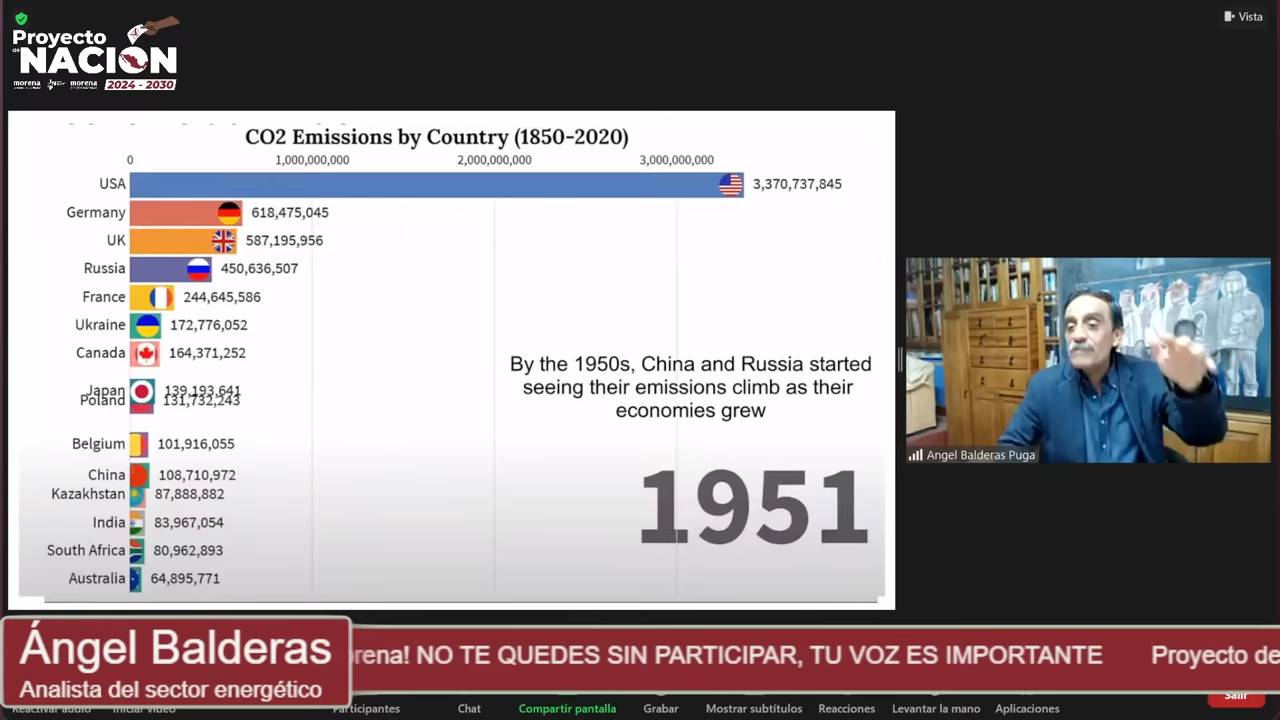 Vista
Proyecto
de NACIÓN
morena
morena
2024 - 2030
CO2 Emissions by Country (1850-2020)
0 1,000,000,000 2,000,000,000 3,000,000,000
USA 3,370,737,845
Germany 618,475,045
UK 587,195,956
Russia 450,636,507
France 244,645,586
Ukraine 172,776,052
Canada 164,371,252
Japan 139,193,641
Poland 131,732,243
Belgium 101,916,055
China 108,710,972
Kazakhstan 87,888,882
India 83,967,054
South Africa 80,962,893
Australia 64,895,771
By the 1950s, China and Russia started
seeing their emissions climb as their
economies grew
1951
Angel Balderas Puga
Ángel Balderas
Analista del sector energético
orena! NO TE QUEDES SIN PARTICIPAR, TU VOZ ES IMPORTANTE Proyecto de
Reactivar audio Iniciar video Participantes Chat Compartir pantalla Grabar Mostrar subtítulos Reacciones Levantar la mano Aplicaciones Salir